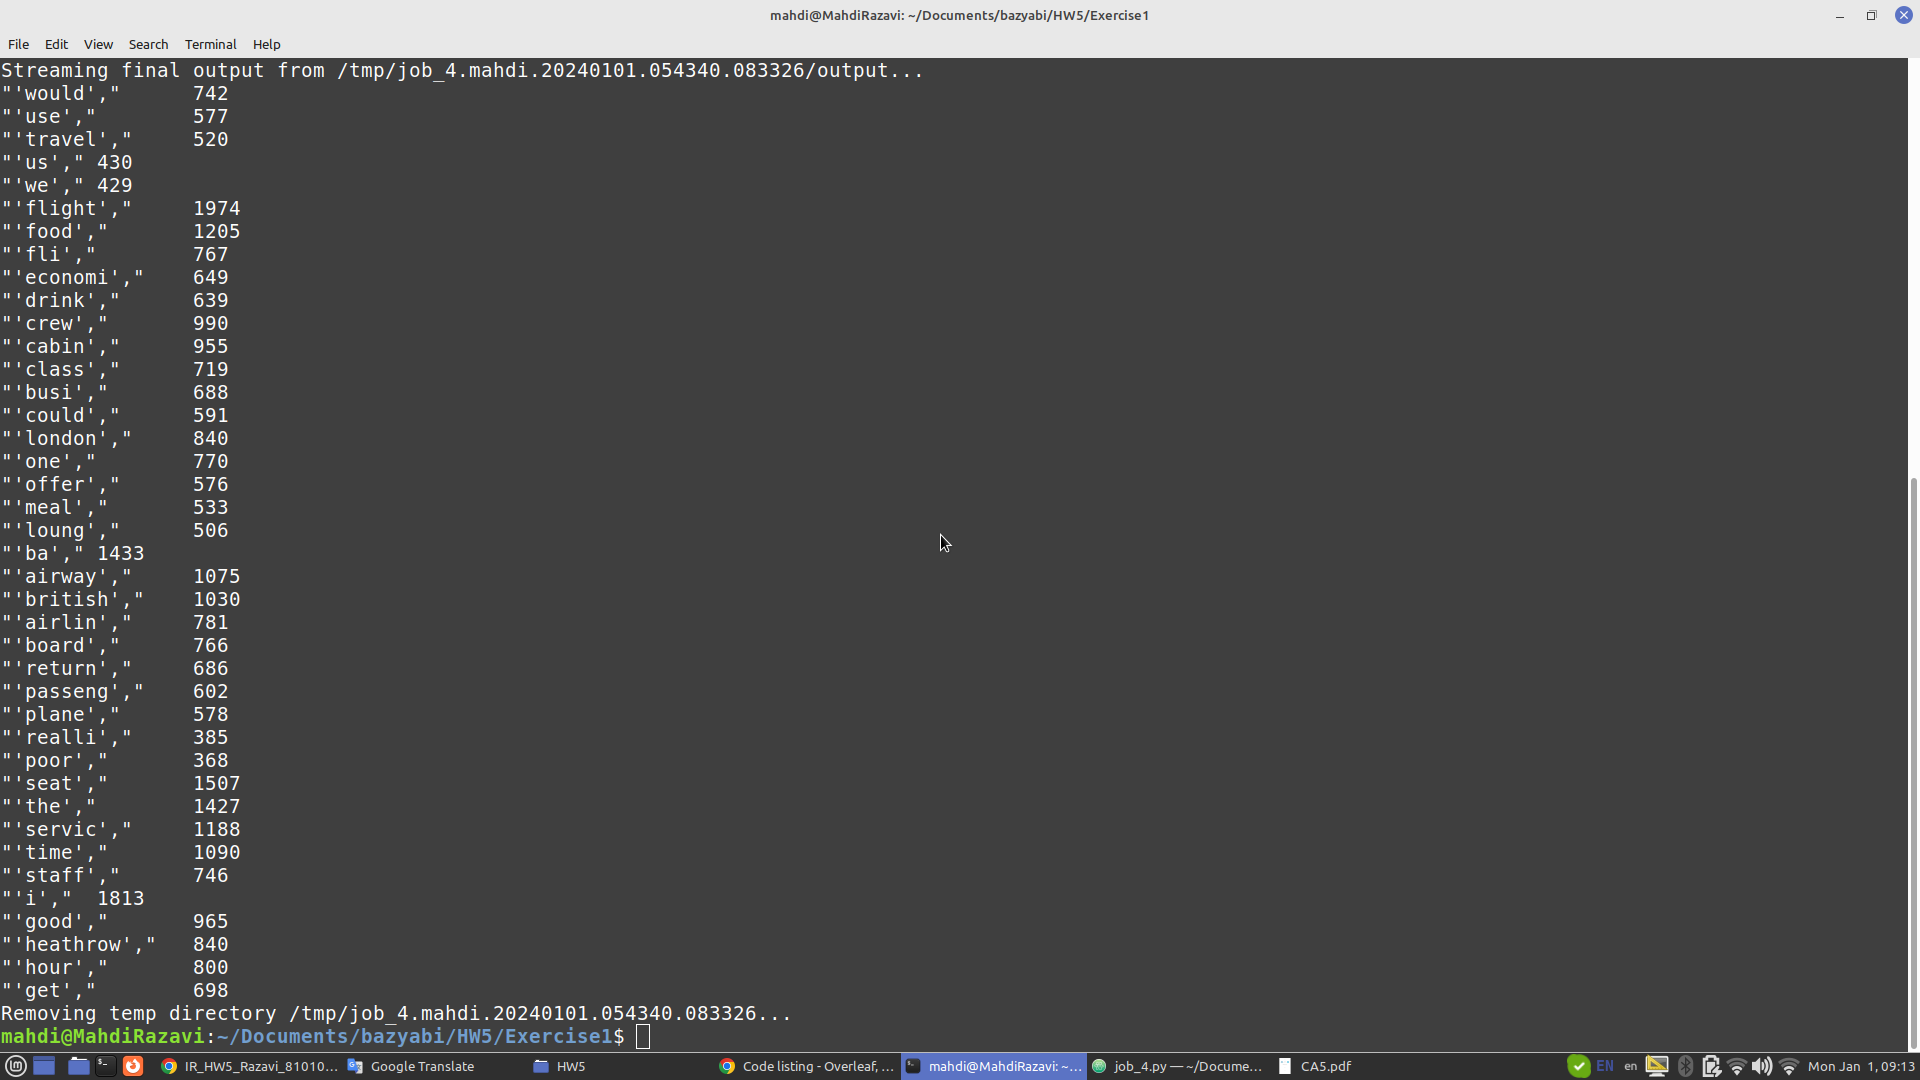 mahdi@MahdiRazavi: ~/Documents/bazyabi/HW5/Exercise1
File Edit View Search Terminal Help
Streaming final output from /tmp/job_4.mahdi.20240101.054340.083326/output...
"'would'," 742
"'use'," 577
"'travel'," 520
"'us'," 430
"'we'," 429
"'flight'," 1974
"'food'," 1205
"'fli'," 767
"'economi'," 649
"'drink'," 639
"'crew'," 990
"'cabin'," 955
"'class'," 719
"'busi'," 688
"'could'," 591
"'london'," 840
"'one'," 770
"'offer'," 576
"'meal'," 533
"'loung'," 506
"'ba'," 1433
"'airway'," 1075
"'british'," 1030
"'airlin'," 781
"'board'," 766
"'return'," 686
"'passeng'," 602
"'plane'," 578
"'realli'," 385
"'poor'," 368
"'seat'," 1507
"'the'," 1427
"'servic'," 1188
"'time'," 1090
"'staff'," 746
"'i'," 1813
"'good'," 965
"'heathrow'," 840
"'hour'," 800
"'get'," 698
Removing temp directory /tmp/job_4.mahdi.20240101.054340.083326...
mahdi@MahdiRazavi:~/Documents/bazyabi/HW5/Exercise1$
IR_HW5_Razavi_81010... Google Translate HW5 Code listing - Overleaf, ... mahdi@MahdiRazavi: ~... job_4.py — ~/Docume... CA5.pdf EN en Mon Jan 1, 09:13